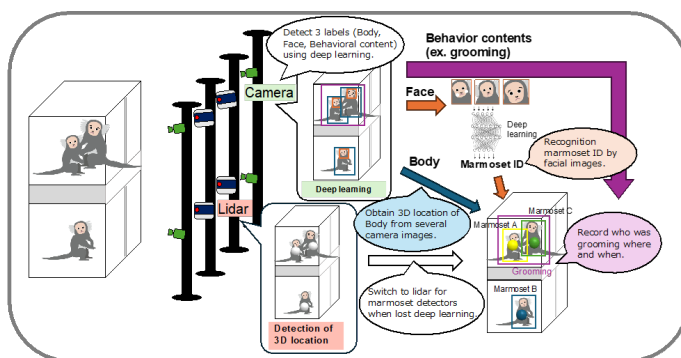 Detect 3 labels (Body,
Face, Behavioral content)
using deep learning.
Behavior contents
(ex. grooming)
Camera
Face
Deep
learning
Marmoset ID
Recognition
marmoset ID by
facial images.
Deep learning
Body
Lidar
Obtain 3D location of
Body from several
camera images.
Marmoset C
Marmoset A
Grooming
Marmoset B
Record who was
grooming where
and when.
Switch to lidar for
marmoset detectors
when lost deep learning.
Detection of
3D location